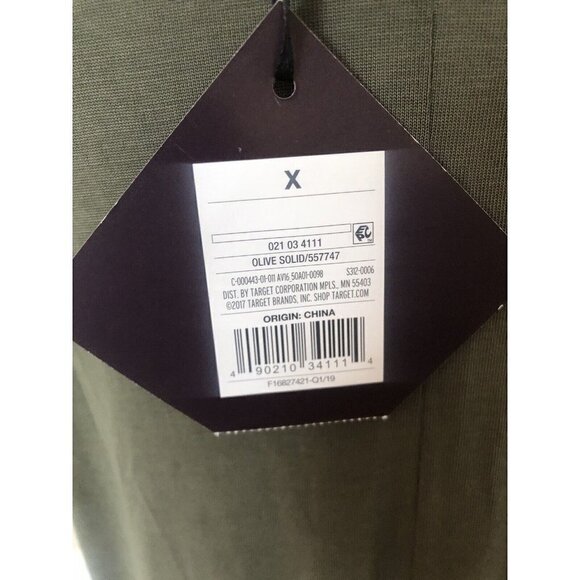 X
021 03 4111
OLIVE SOLID/557747
C-000443-01-011 AV16 50A01-0098 S312-0006
DIST. BY TARGET CORPORATION MPLS., MN 55403
©2017 TARGET BRANDS, INC. SHOP TARGET.COM
ORIGIN: CHINA
4 90210 34111 4
F16827421-Q1/19